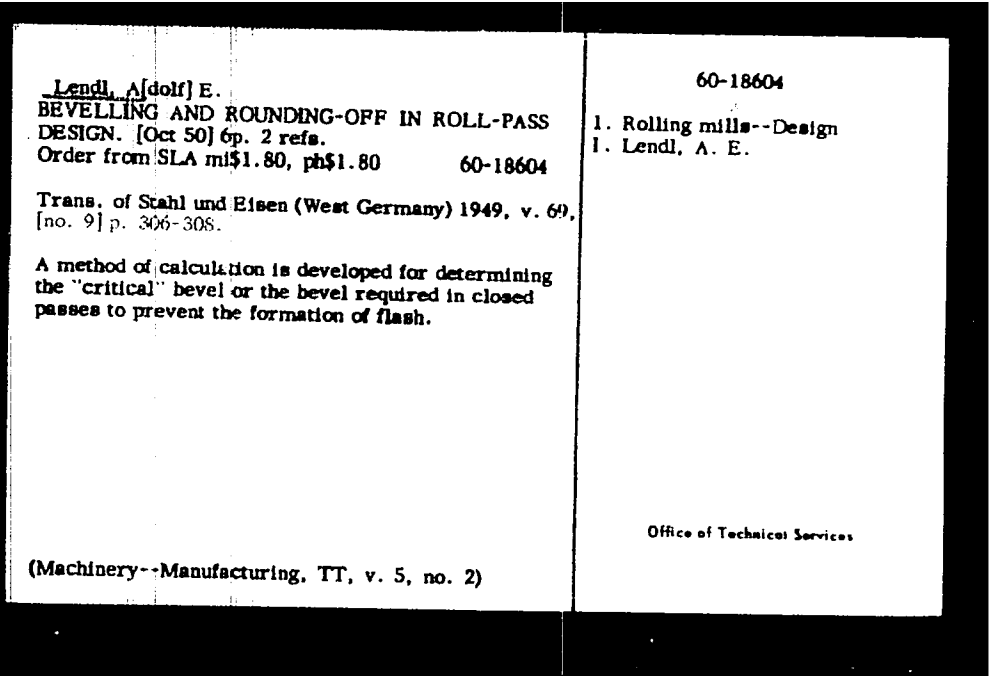 Lendl, A[dolf] E.
BEVELLING AND ROUNDING-OFF IN ROLL-PASS
DESIGN. [Oct 50] 6p. 2 refs.
Order from SLA mi$1.80, ph$1.80 60-18604
Trans. of Stahl und Eisen (West Germany) 1949, v. 69,
[no. 9] p. 306-308.
A method of calculation is developed for determining
the "critical" bevel or the bevel required in closed
passes to prevent the formation of flash.
(Machinery--Manufacturing, TT, v. 5, no. 2)
60-18604
1. Rolling mills--Design
I. Lendl, A. E.
Office of Technical Services